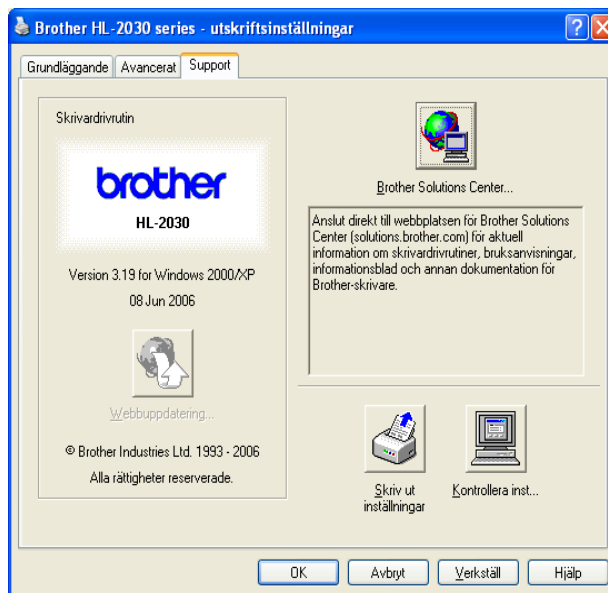 Brother HL-2030 series - utskriftsinställningar
Grundläggande
Avancerat
Support
Skrivardrivrutin
brother
HL-2030
Version 3.19 for Windows 2000/XP
08 Jun 2006
Webbuppdatering...
© Brother Industries Ltd. 1993 - 2006
Alla rättigheter reserverade.
Brother Solutions Center...
Anslut direkt till webbplatsen för Brother Solutions
Center (solutions.brother.com) för aktuell
information om skrivardrivrutiner, bruksanvisningar,
informationsblad och annan dokumentation för
Brother-skrivare.
Skriv ut
inställningar
Kontrollera inst...
OK
Avbryt
Verkställ
Hjälp